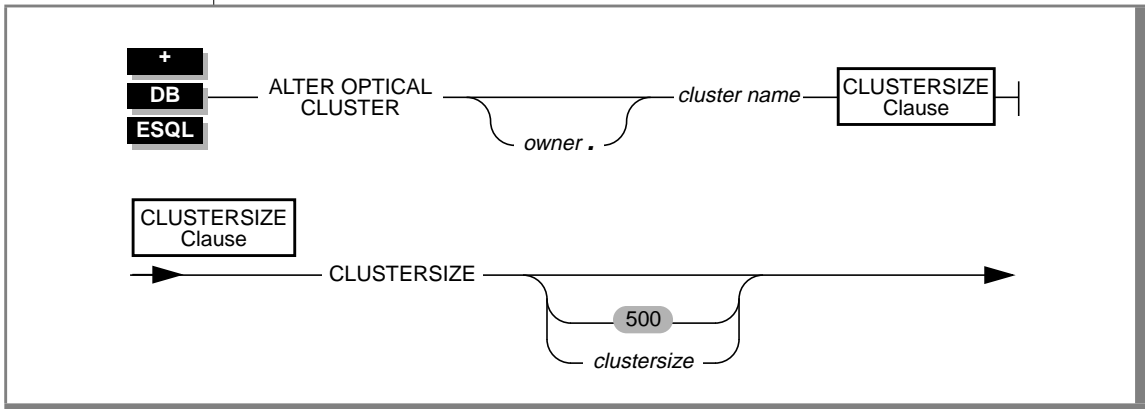 +
DB
ESQL
ALTER OPTICAL
CLUSTER
owner .
cluster name
CLUSTERSIZE
Clause
CLUSTERSIZE
Clause
CLUSTERSIZE
500
clustersize